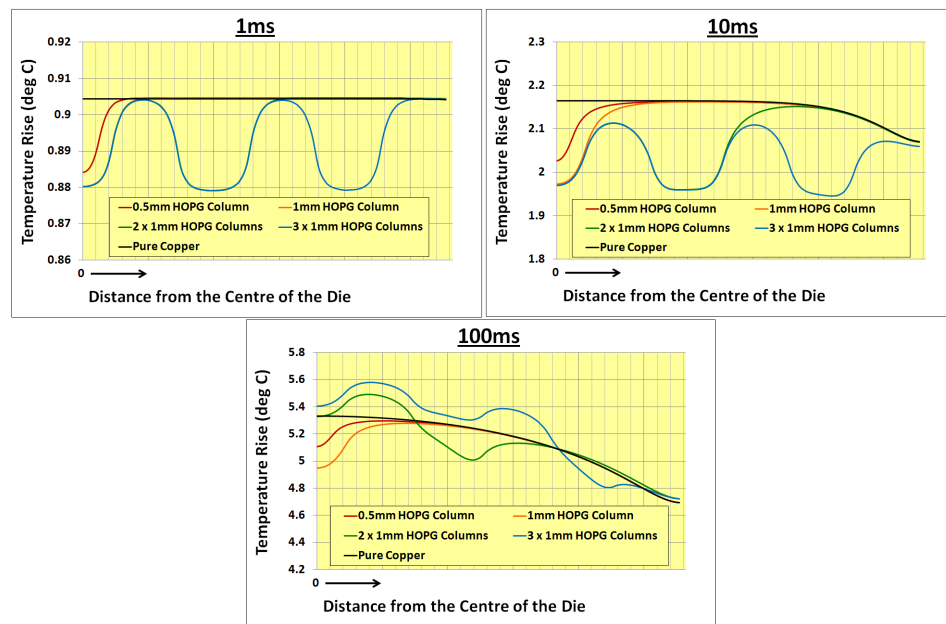 1ms
0.92
0.91
0.9
0.89
0.88
0.87
0.86
Temperature Rise (deg C)
0.5mm HOPG Column 1mm HOPG Column
2 x 1mm HOPG Columns 3 x 1mm HOPG Columns
Pure Copper
0
Distance from the Centre of the Die
10ms
2.3
2.2
2.1
2
1.9
1.8
Temperature Rise (deg C)
0.5mm HOPG Column 1mm HOPG Column
2 x 1mm HOPG Columns 3 x 1mm HOPG Columns
Pure Copper
0
Distance from the Centre of the Die
100ms
5.8
5.6
5.4
5.2
5
4.8
4.6
4.4
4.2
Temperature Rise (deg C)
0.5mm HOPG Column 1mm HOPG Column
2 x 1mm HOPG Columns 3 x 1mm HOPG Columns
Pure Copper
0
Distance from the Centre of the Die